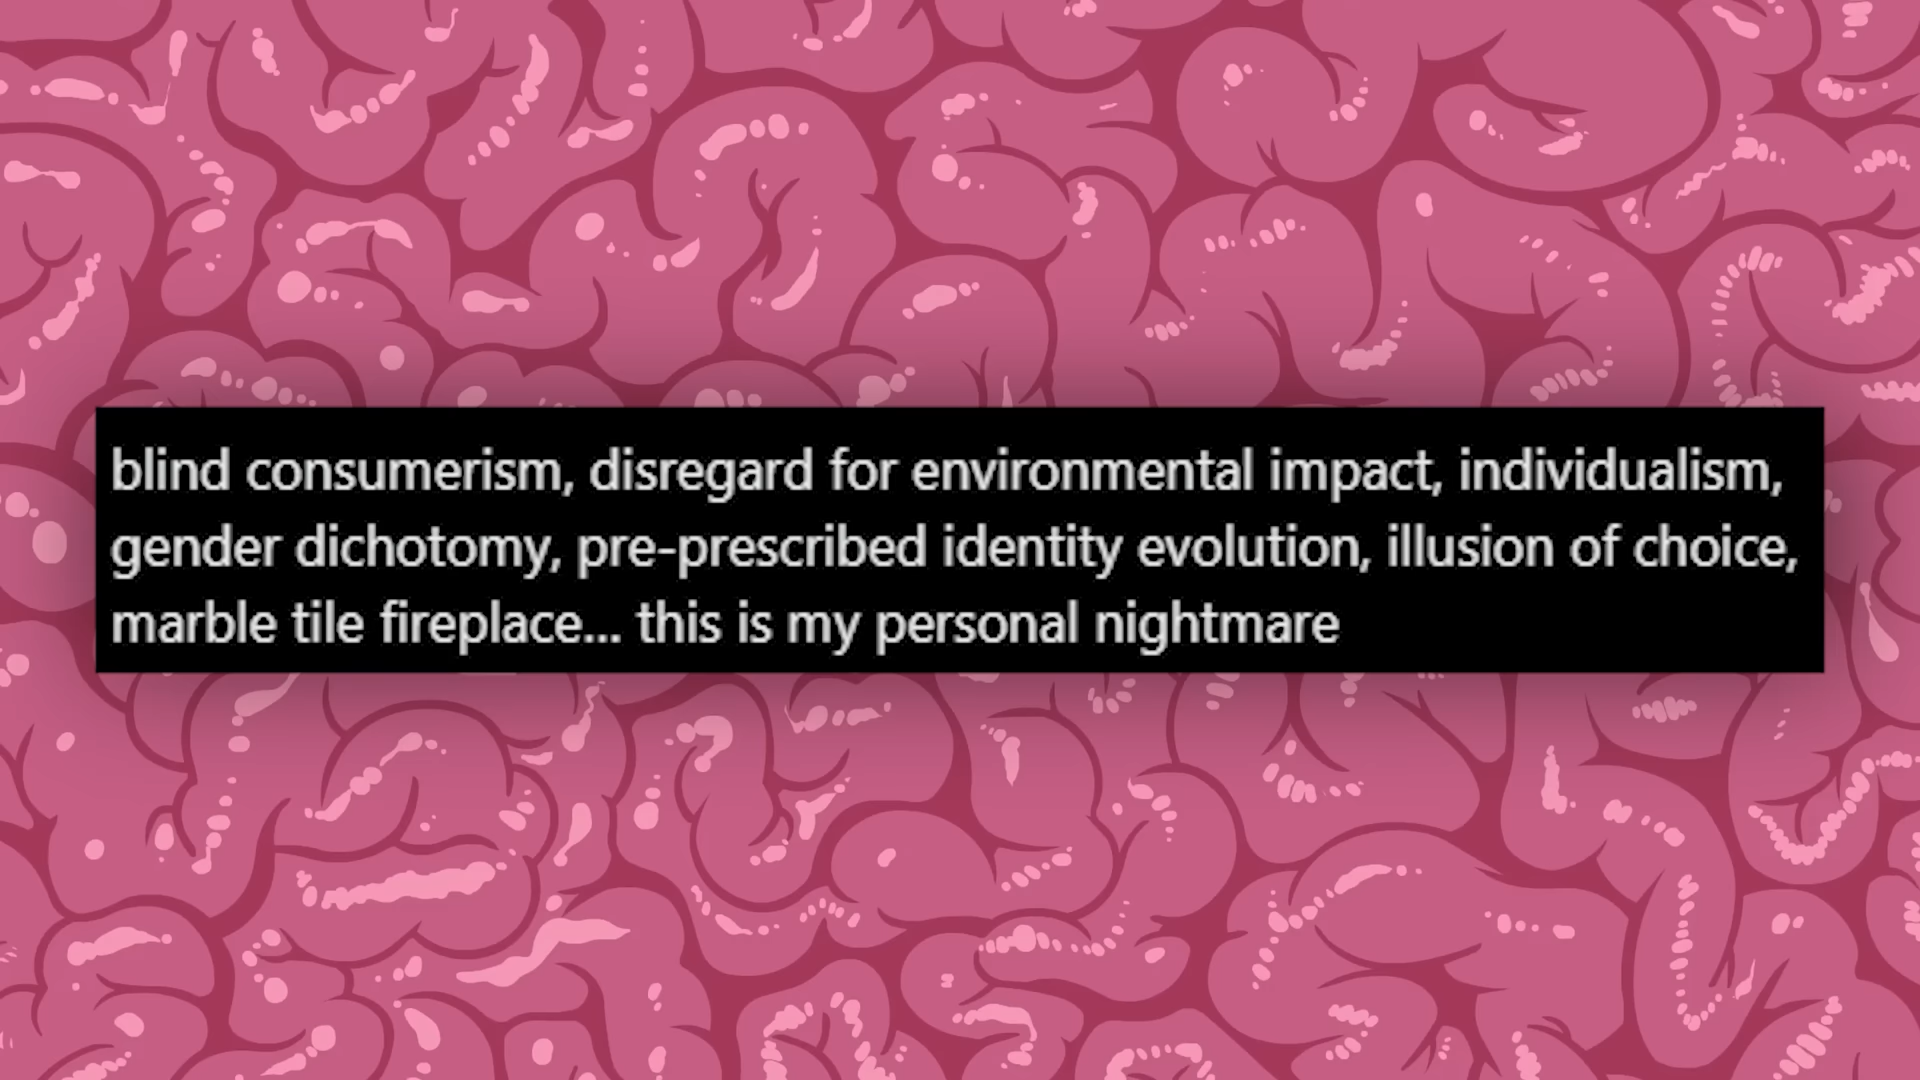 blind consumerism, disregard for environmental impact, individualism,
gender dichotomy, pre-prescribed identity evolution, illusion of choice,
marble tile fireplace... this is my personal nightmare